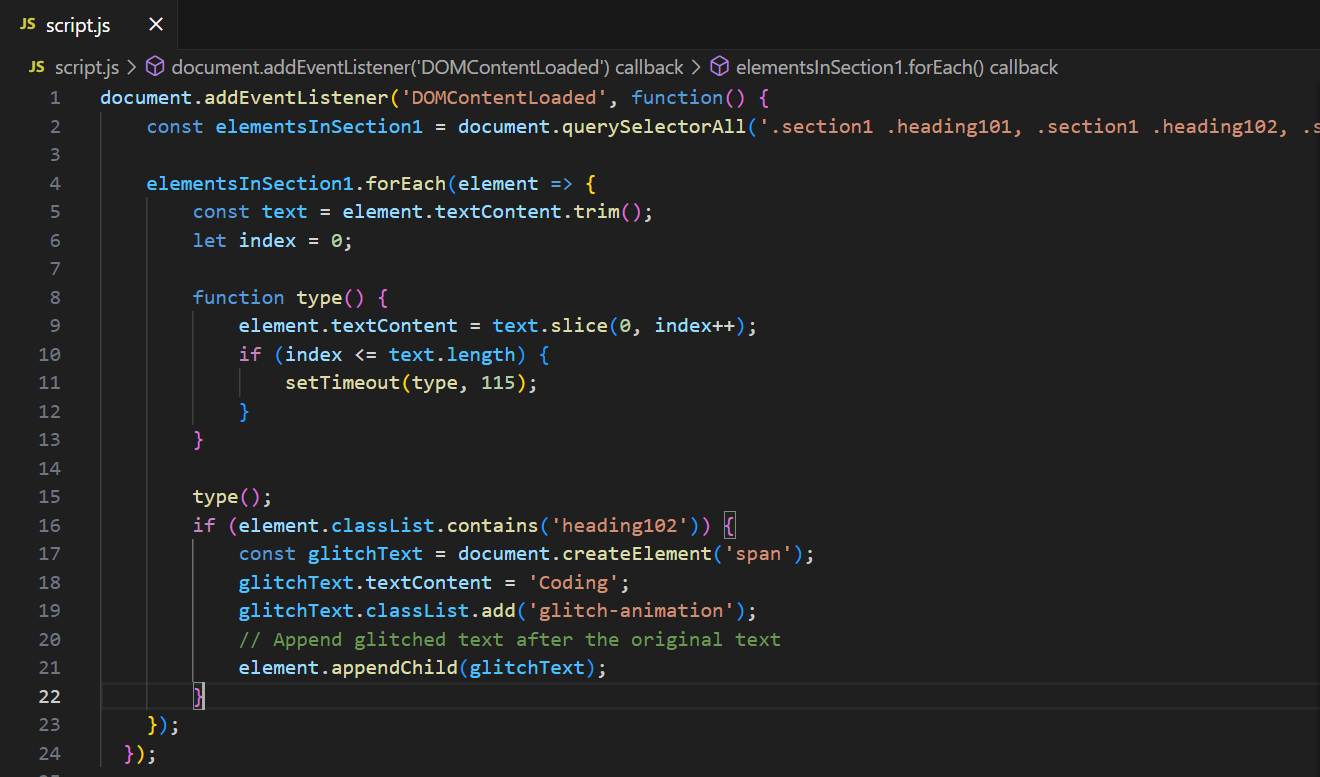 JS script.js ×
JS script.js > document.addEventListener('DOMContentLoaded') callback > elementsInSection1.forEach() callback
1 document.addEventListener('DOMContentLoaded', function() {
2     const elementsInSection1 = document.querySelectorAll('.section1 .heading101, .section1 .heading102, .s
3
4     elementsInSection1.forEach(element => {
5         const text = element.textContent.trim();
6         let index = 0;
7
8         function type() {
9             element.textContent = text.slice(0, index++);
10             if (index <= text.length) {
11                 setTimeout(type, 115);
12             }
13         }
14
15         type();
16         if (element.classList.contains('heading102')) {
17             const glitchText = document.createElement('span');
18             glitchText.textContent = 'Coding';
19             glitchText.classList.add('glitch-animation');
20             // Append glitched text after the original text
21             element.appendChild(glitchText);
22         }
23     });
24   });